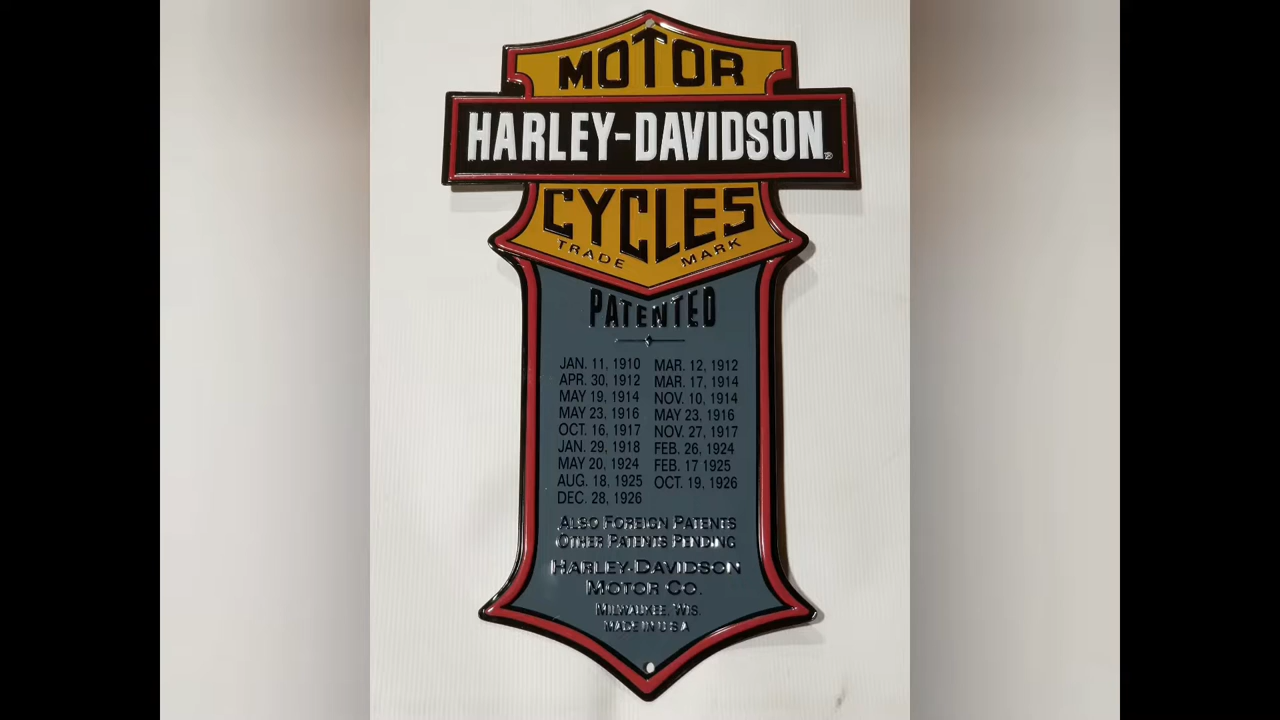 MOTOR
HARLEY-DAVIDSON®
CYCLES
TRADE MARK
PATENTED
JAN. 11, 1910 MAR. 12, 1912
APR. 30, 1912 MAR. 17, 1914
MAY 19, 1914 NOV. 10, 1914
MAY 23, 1916 MAY 23, 1916
OCT. 16, 1917 NOV. 27, 1917
JAN. 29, 1918 FEB. 26, 1924
MAY 20, 1924 FEB. 17 1925
AUG. 18, 1925 OCT. 19, 1926
DEC. 28, 1926
ALSO FOREIGN PATENTS
OTHER PATENTS PENDING
HARLEY-DAVIDSON
MOTOR CO.
MILWAUKEE, WIS.
MADE IN U S A